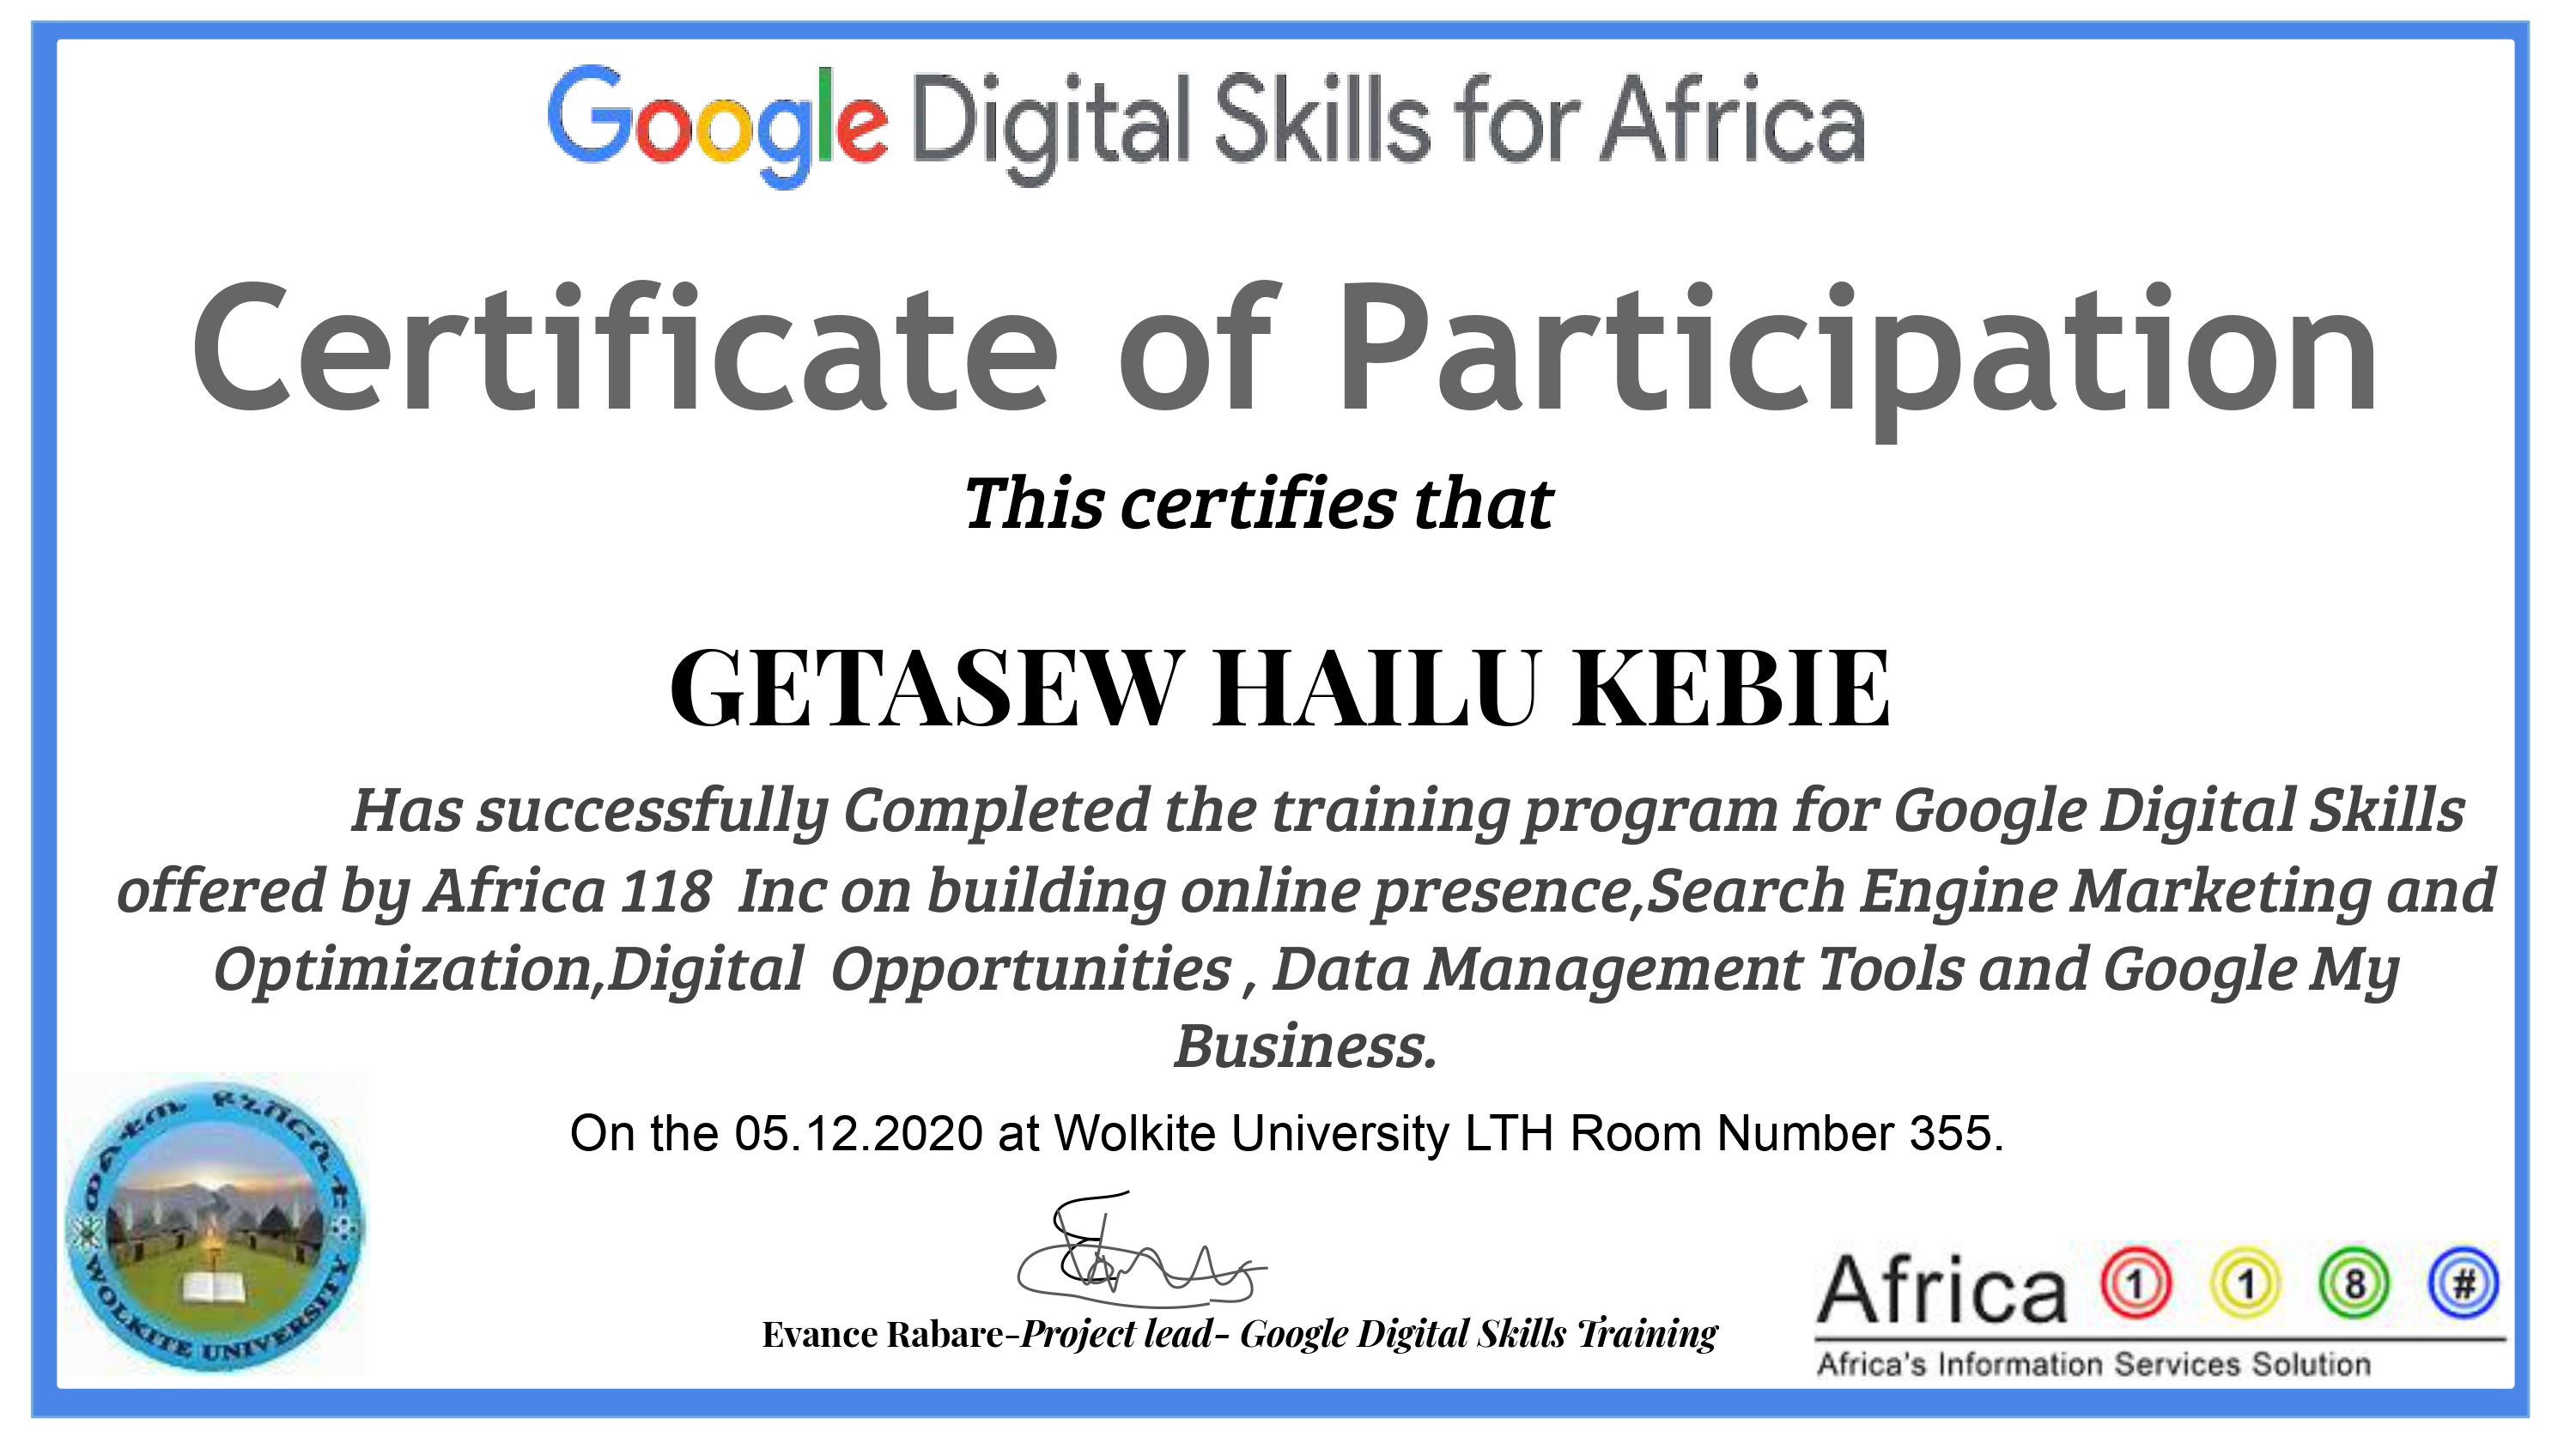 Google Digital Skills for Africa
Certificate of Participation
This certifies that
GETASEW HAILU KEBIE
Has successfully Completed the training program for Google Digital Skills
offered by Africa 118 Inc on building online presence,Search Engine Marketing and
Optimization,Digital Opportunities , Data Management Tools and Google My
Business.
On the 05.12.2020 at Wolkite University LTH Room Number 355.
ወልቂጤ ዩኒቨርሲቲ
WOLKITE UNIVERSITY
Evance Rabare-Project lead- Google Digital Skills Training
Africa 1 1 8 #
Africa's Information Services Solution